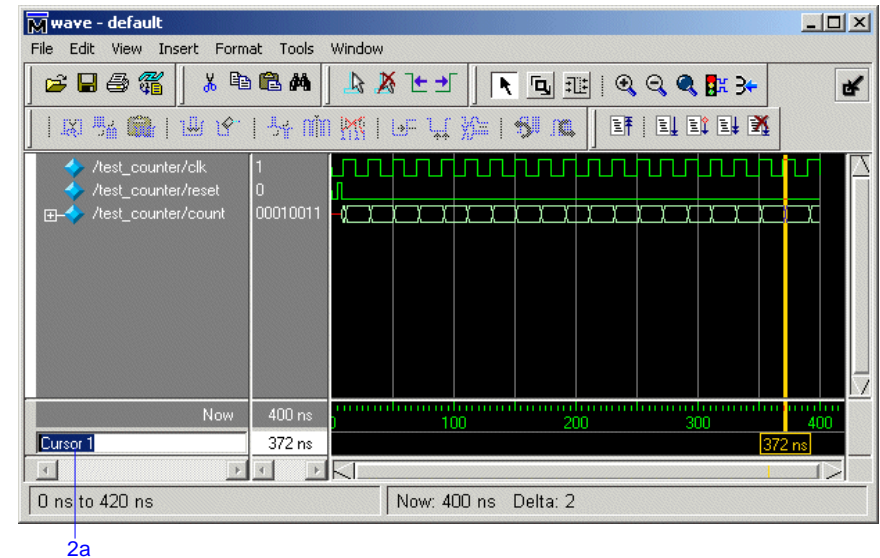 wave - default
File Edit View Insert Format Tools Window
/test_counter/clk 1
/test_counter/reset 0
/test_counter/count 00010011
Now 400 ns 0 100 200 300 400
Cursor 1 372 ns 372 ns
0 ns to 420 ns Now: 400 ns Delta: 2
2a